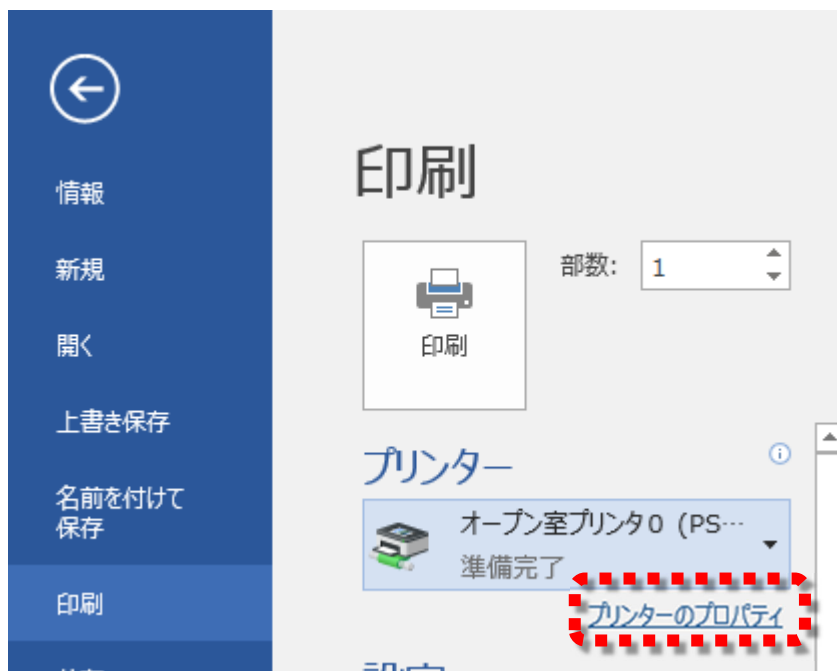 情報
新規
開く
上書き保存
名前を付けて
保存
印刷
印刷
部数: 1
印刷
プリンター
オープン室プリンタ0 (PS…
準備完了
プリンターのプロパティ
設定